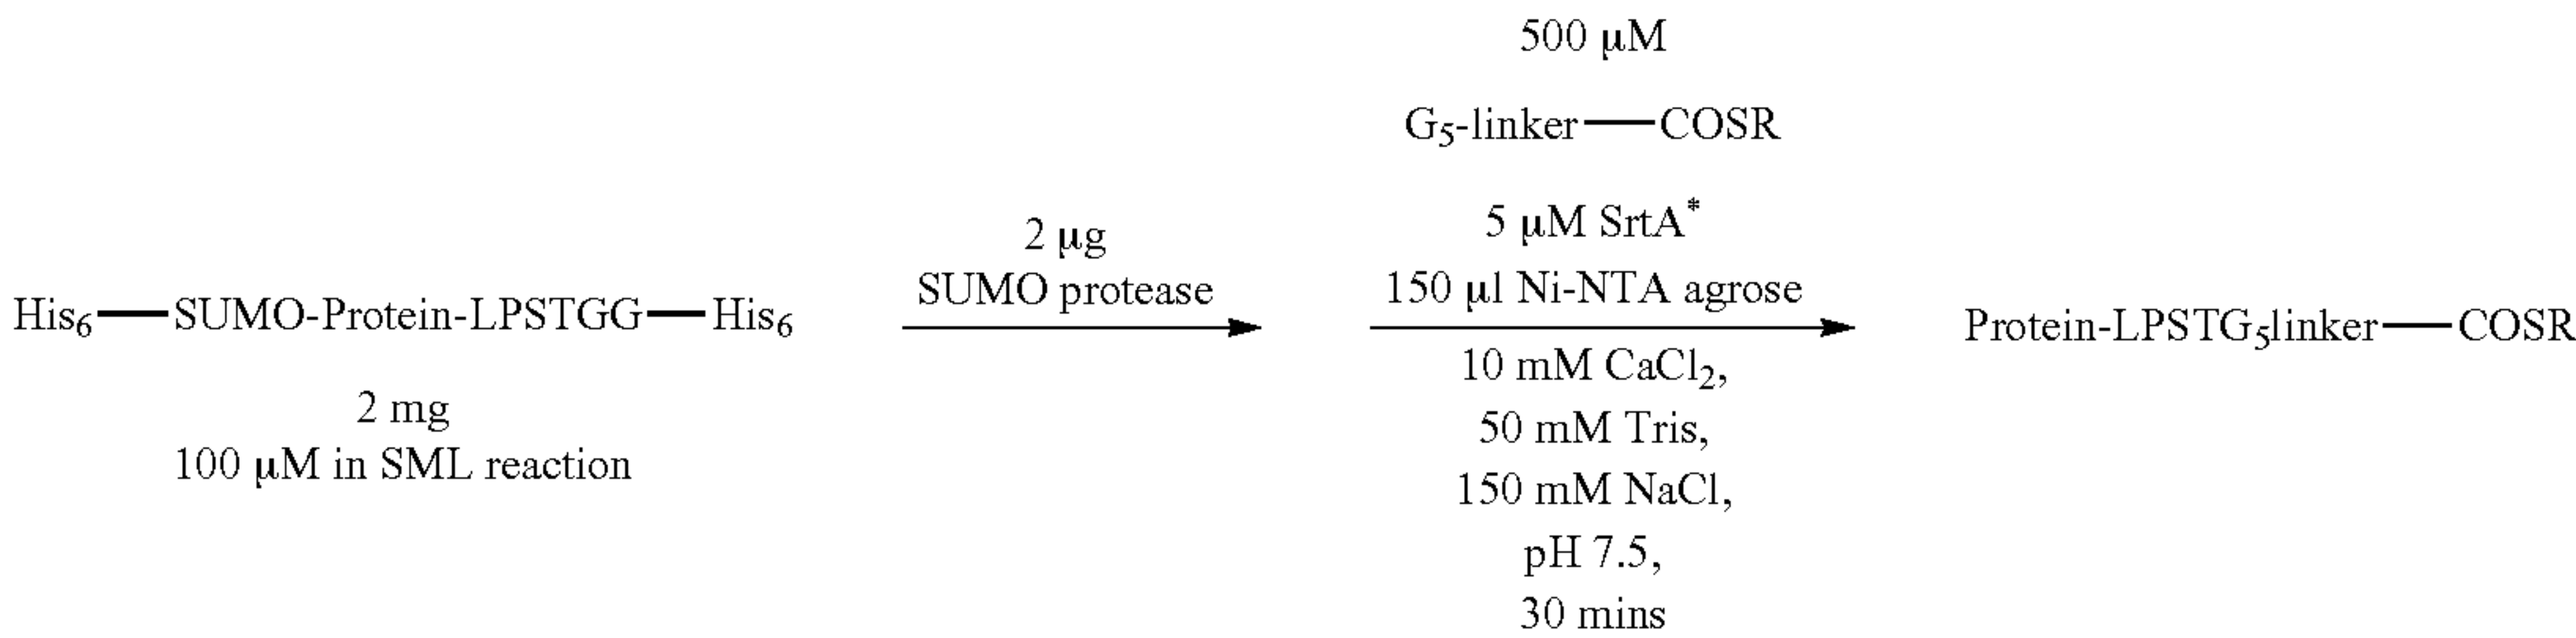 His₆—SUMO-Protein-LPSTGG—His₆
2 mg
100 μM in SML reaction
2 μg
SUMO protease
500 μM
G₅-linker—COSR
5 μM SrtA*
150 μl Ni-NTA agrose
10 mM CaCl₂,
50 mM Tris,
150 mM NaCl,
pH 7.5,
30 mins
Protein-LPSTG₅linker—COSR